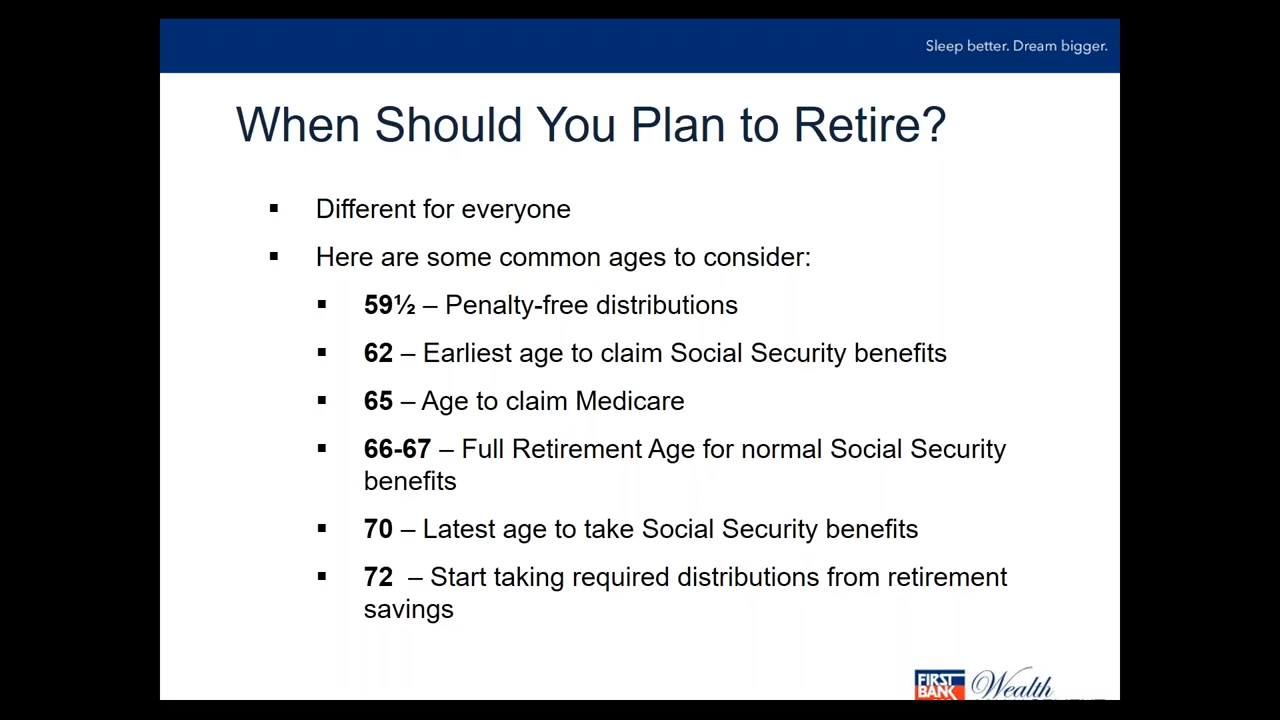 Sleep better. Dream bigger.
When Should You Plan to Retire?
▪ Different for everyone
▪ Here are some common ages to consider:
▪ 59½ – Penalty-free distributions
▪ 62 – Earliest age to claim Social Security benefits
▪ 65 – Age to claim Medicare
▪ 66-67 – Full Retirement Age for normal Social Security
benefits
▪ 70 – Latest age to take Social Security benefits
▪ 72 – Start taking required distributions from retirement
savings
FIRST
BANK
Wealth